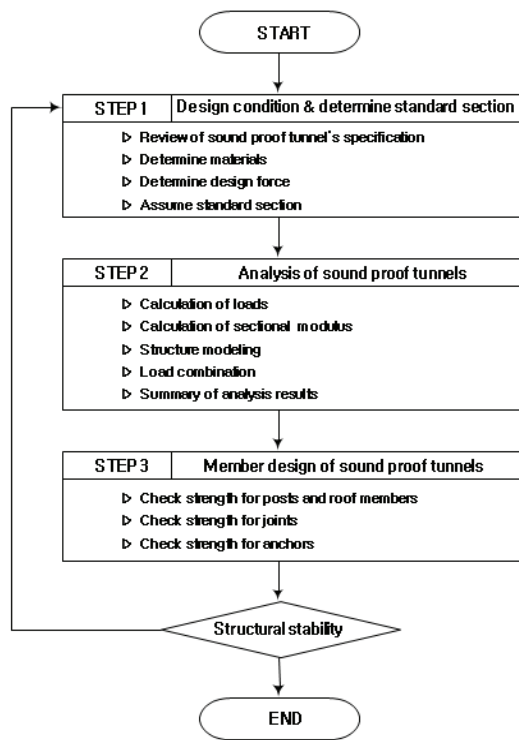 START
STEP 1
Design condition & determine standard section
▷ Review of sound proof tunnel's specification
▷ Determine materials
▷ Determine design force
▷ Assume standard section
STEP 2
Analysis of sound proof tunnels
▷ Calculation of loads
▷ Calculation of sectional modulus
▷ Structure modeling
▷ Load combination
▷ Summary of analysis results
STEP 3
Member design of sound proof tunnels
▷ Check strength for posts and roof members
▷ Check strength for joints
▷ Check strength for anchors
Structural stability
END